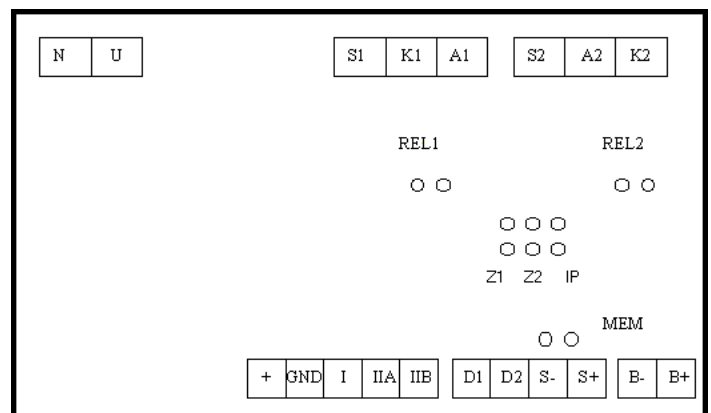 N U S1 K1 A1 S2 A2 K2
REL1 REL2
Z1 Z2 IP
MEM
+ GND I IIA IIB D1 D2 S- S+ B- B+